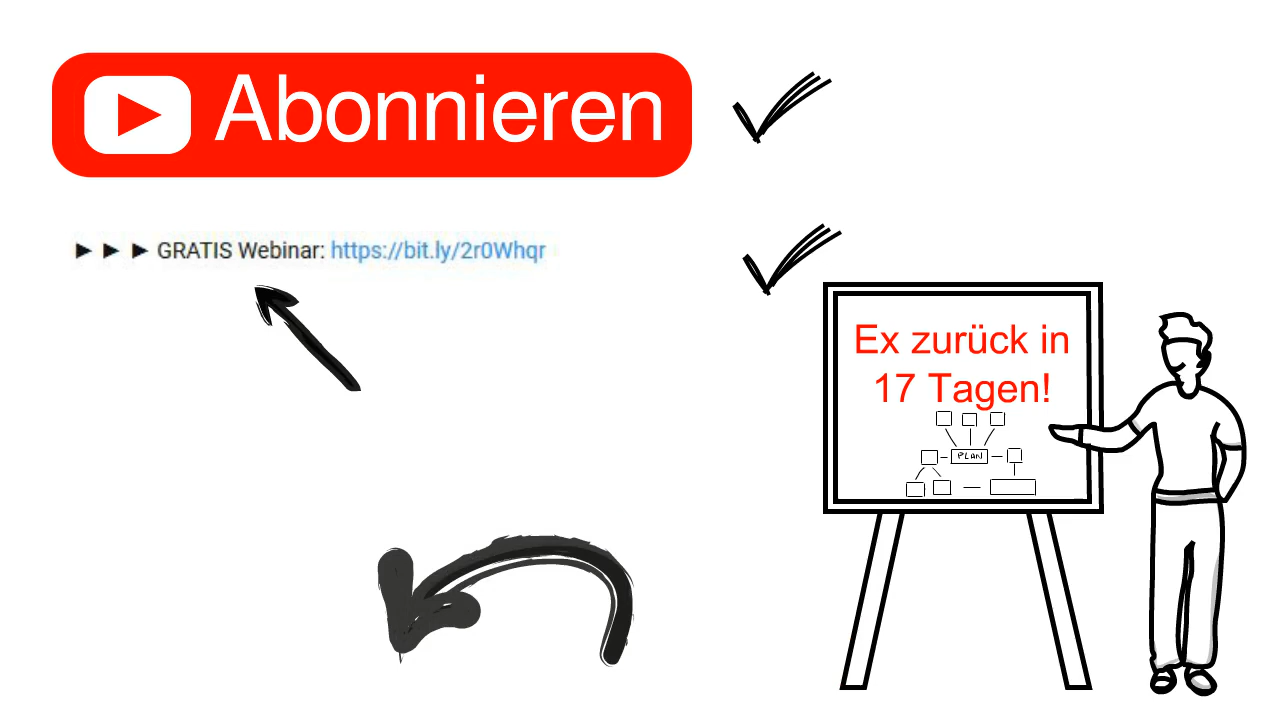 Abonnieren
►►► GRATIS Webinar: https://bit.ly/2r0Whqr
Ex zurück in
17 Tagen!
PLAN